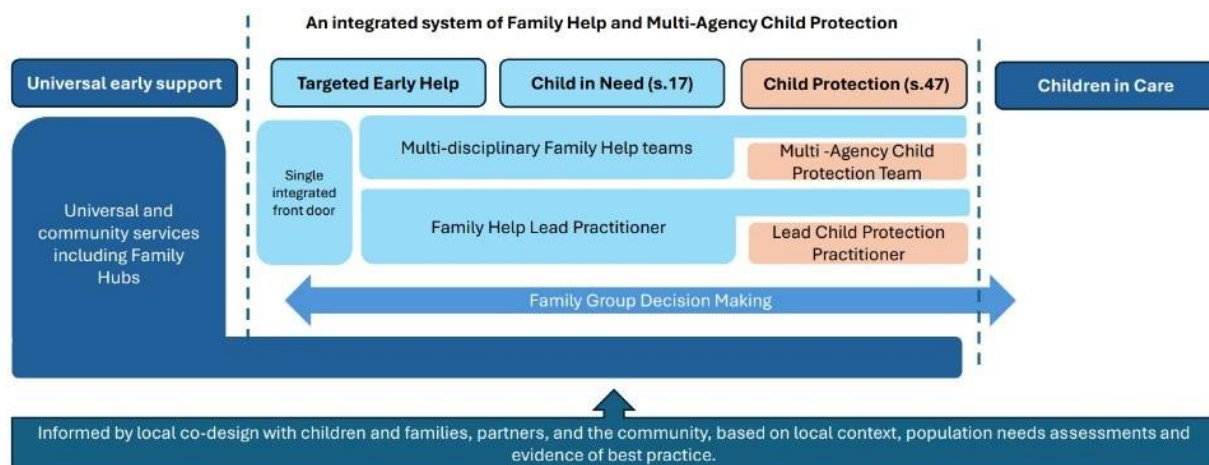 An integrated system of Family Help and Multi-Agency Child Protection
Universal early support
Targeted Early Help
Child in Need (s.17)
Child Protection (s.47)
Children in Care
Universal and
community services
including Family
Hubs
Single
integrated
front door
Multi-disciplinary Family Help teams
Multi -Agency Child
Protection Team
Family Help Lead Practitioner
Lead Child Protection
Practitioner
Family Group Decision Making
Informed by local co-design with children and families, partners, and the community, based on local context, population needs assessments and
evidence of best practice.